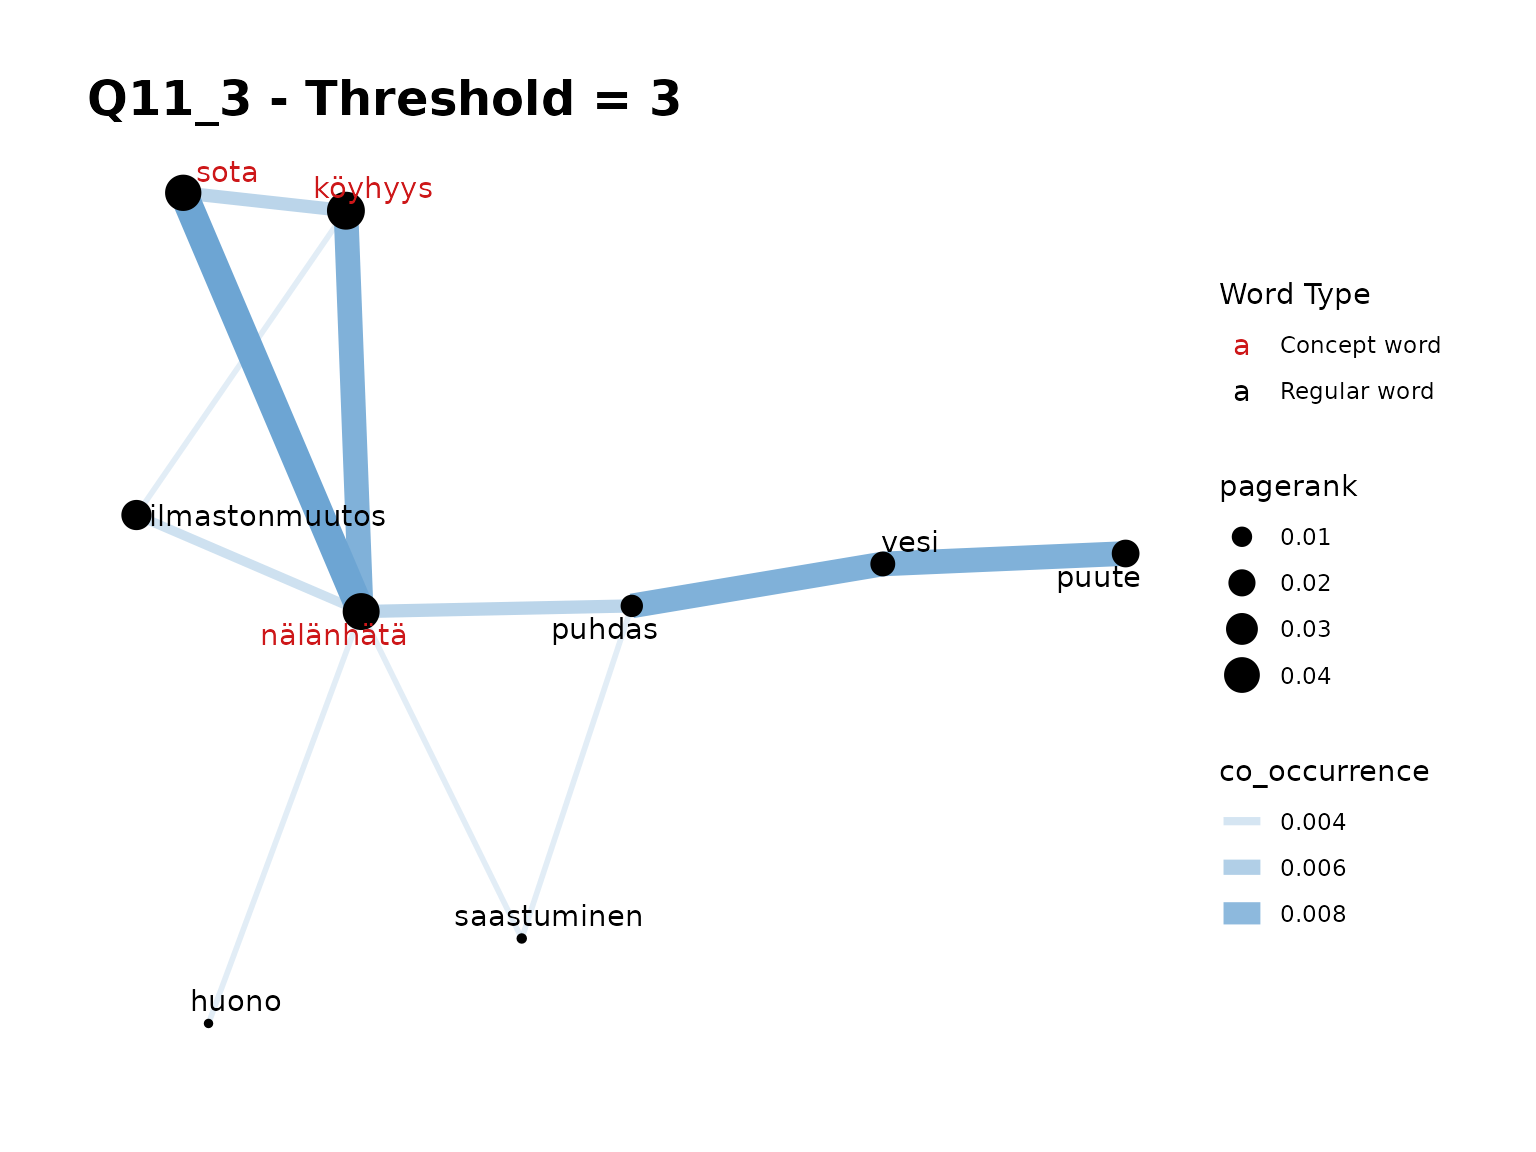 Q11_3 - Threshold = 3
sota
köyhyys
ilmastonmuutos
vesi
puute
nälänhätä
puhdas
saastuminen
huono
Word Type
a Concept word
a Regular word
pagerank
0.01
0.02
0.03
0.04
co_occurrence
0.004
0.006
0.008